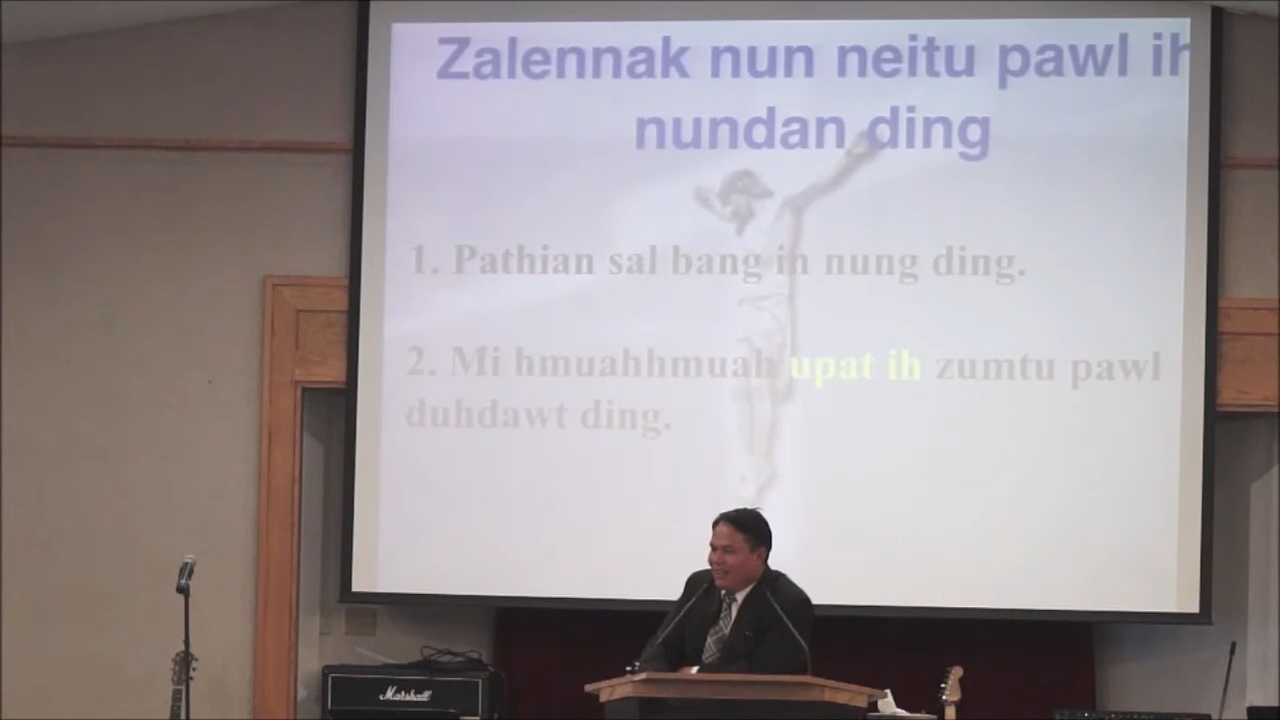 Zalennak nun neitu pawl ih
nundan ding
1. Pathian sal bang in nung ding.
2. Mi hmuahhmuah upat ih zumtu pawl
duhdawt ding.
Marshall